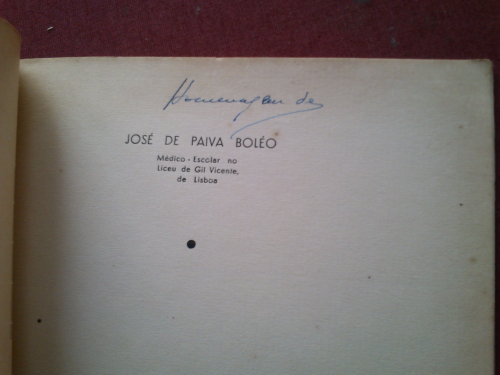 Homenagem de
JOSÉ DE PAIVA BOLÉO
Médico-Escolar no
Liceu de Gil Vicente,
de Lisboa